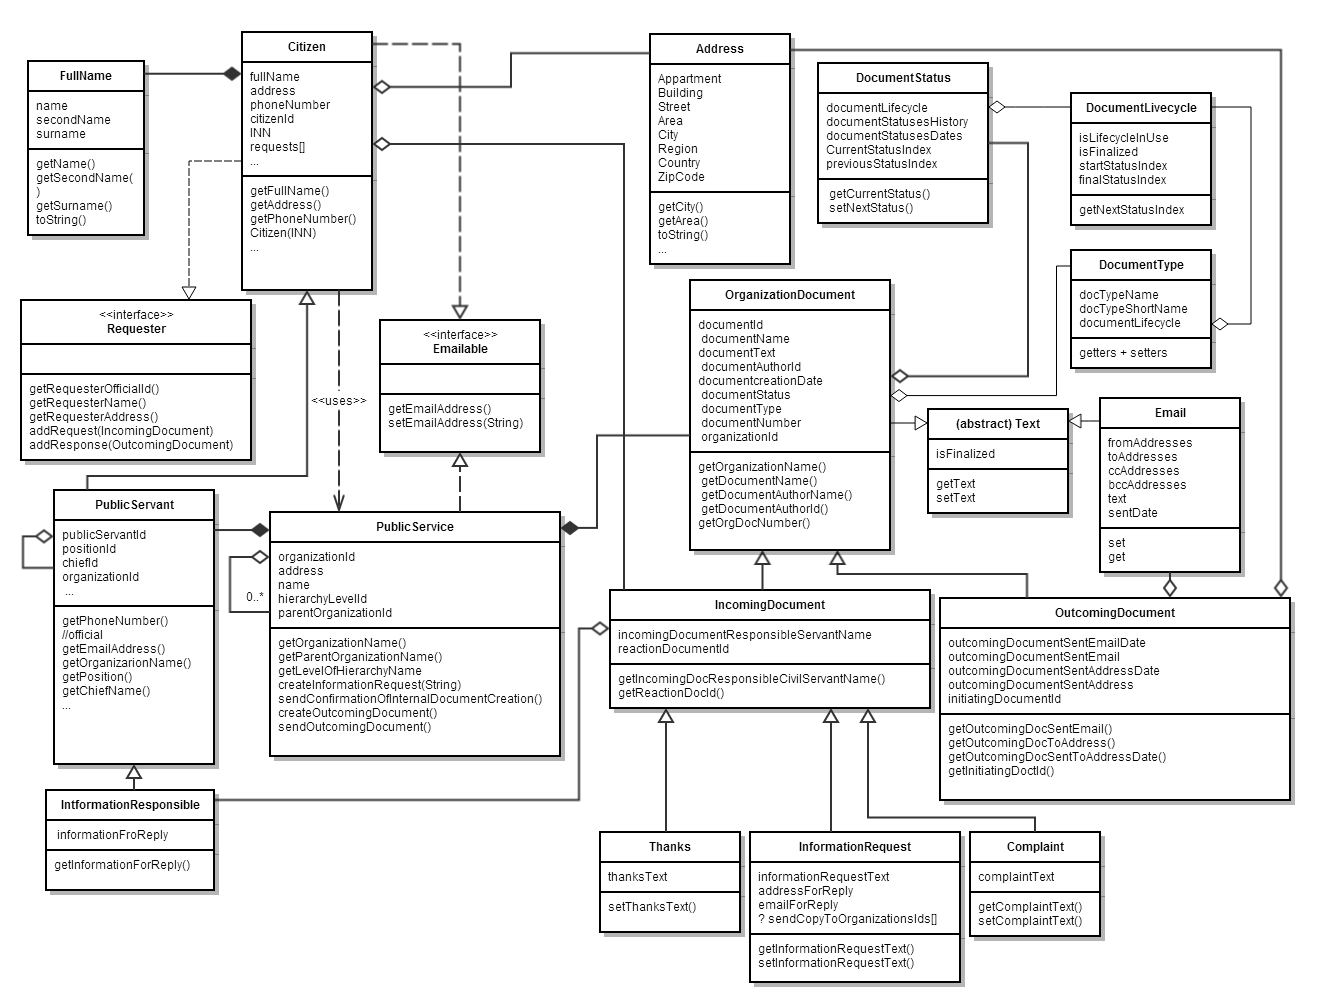 Citizen
fullName
address
phoneNumber
citizenId
INN
requests[]
...
getFullName()
getAddress()
getPhoneNumber()
Citizen(INN)
...
FullName
name
secondName
surname
getName()
getSecondName(
)
getSurname()
toString()
Address
Appartment
Building
Street
Area
City
Region
Country
ZipCode
getCity()
getArea()
toString()
...
DocumentStatus
documentLifecycle
documentStatusesHistory
documentStatusesDates
CurrentStatusIndex
previousStatusIndex
getCurrentStatus()
setNextStatus()
DocumentLivecycle
isLifecycleInUse
isFinalized
startStatusIndex
finalStatusIndex
getNextStatusIndex
DocumentType
docTypeName
docTypeShortName
documentLifecycle
getters + setters
<<interface>>
Requester
getRequesterOfficialId()
getRequesterName()
getRequesterAddress()
addRequest(IncomingDocument)
addResponse(OutcomingDocument)
<<uses>>
<<interface>>
Emailable
getEmailAddress()
setEmailAddress(String)
OrganizationDocument
documentId
documentName
documentText
documentAuthorId
documentcreationDate
documentStatus
documentType
documentNumber
organizationId
getOrganizationName()
getDocumentName()
getDocumentAuthorName()
getDocumentAuthorId()
getOrgDocNumber()
(abstract) Text
isFinalized
getText
setText
Email
fromAddresses
toAddresses
ccAddresses
bccAddresses
text
sentDate
set
get
PublicServant
publicServantId
positionId
chiefId
organizationId
...
getPhoneNumber()
//official
getEmailAddress()
getOrganizarionName()
getPosition()
getChiefName()
...
PublicService
organizationId
address
name
hierarchyLevelId
parentOrganizationId
0..*
getOrganizationName()
getParentOrganizationName()
getLevelOfHierarchyName
createInformationRequest(String)
sendConfirmationOfInternalDocumentCreation()
createOutcomingDocument()
sendOutcomingDocument()
IncomingDocument
incomingDocumentResponsibleServantName
reactionDocumentId
getIncomingDocResponsibleCivilServantName()
getReactionDocId()
OutcomingDocument
outcomingDocumentSentEmailDate
outcomingDocumentSentEmail
outcomingDocumentSentAddressDate
outcomingDocumentSentAddress
initiatingDocumentId
getOutcomingDocSentEmail()
getOutcomingDocToAddress()
getOutcomingDocSentToAddressDate()
getInitiatingDoctId()
IntformationResponsible
informationFroReply
getInformationForReply()
Thanks
thanksText
setThanksText()
InformationRequest
informationRequestText
addressForReply
emailForReply
? sendCopyToOrganizationsIds[]
getInformationRequestText()
setInformationRequestText()
Complaint
complaintText
getComplaintText()
setComplaintText()